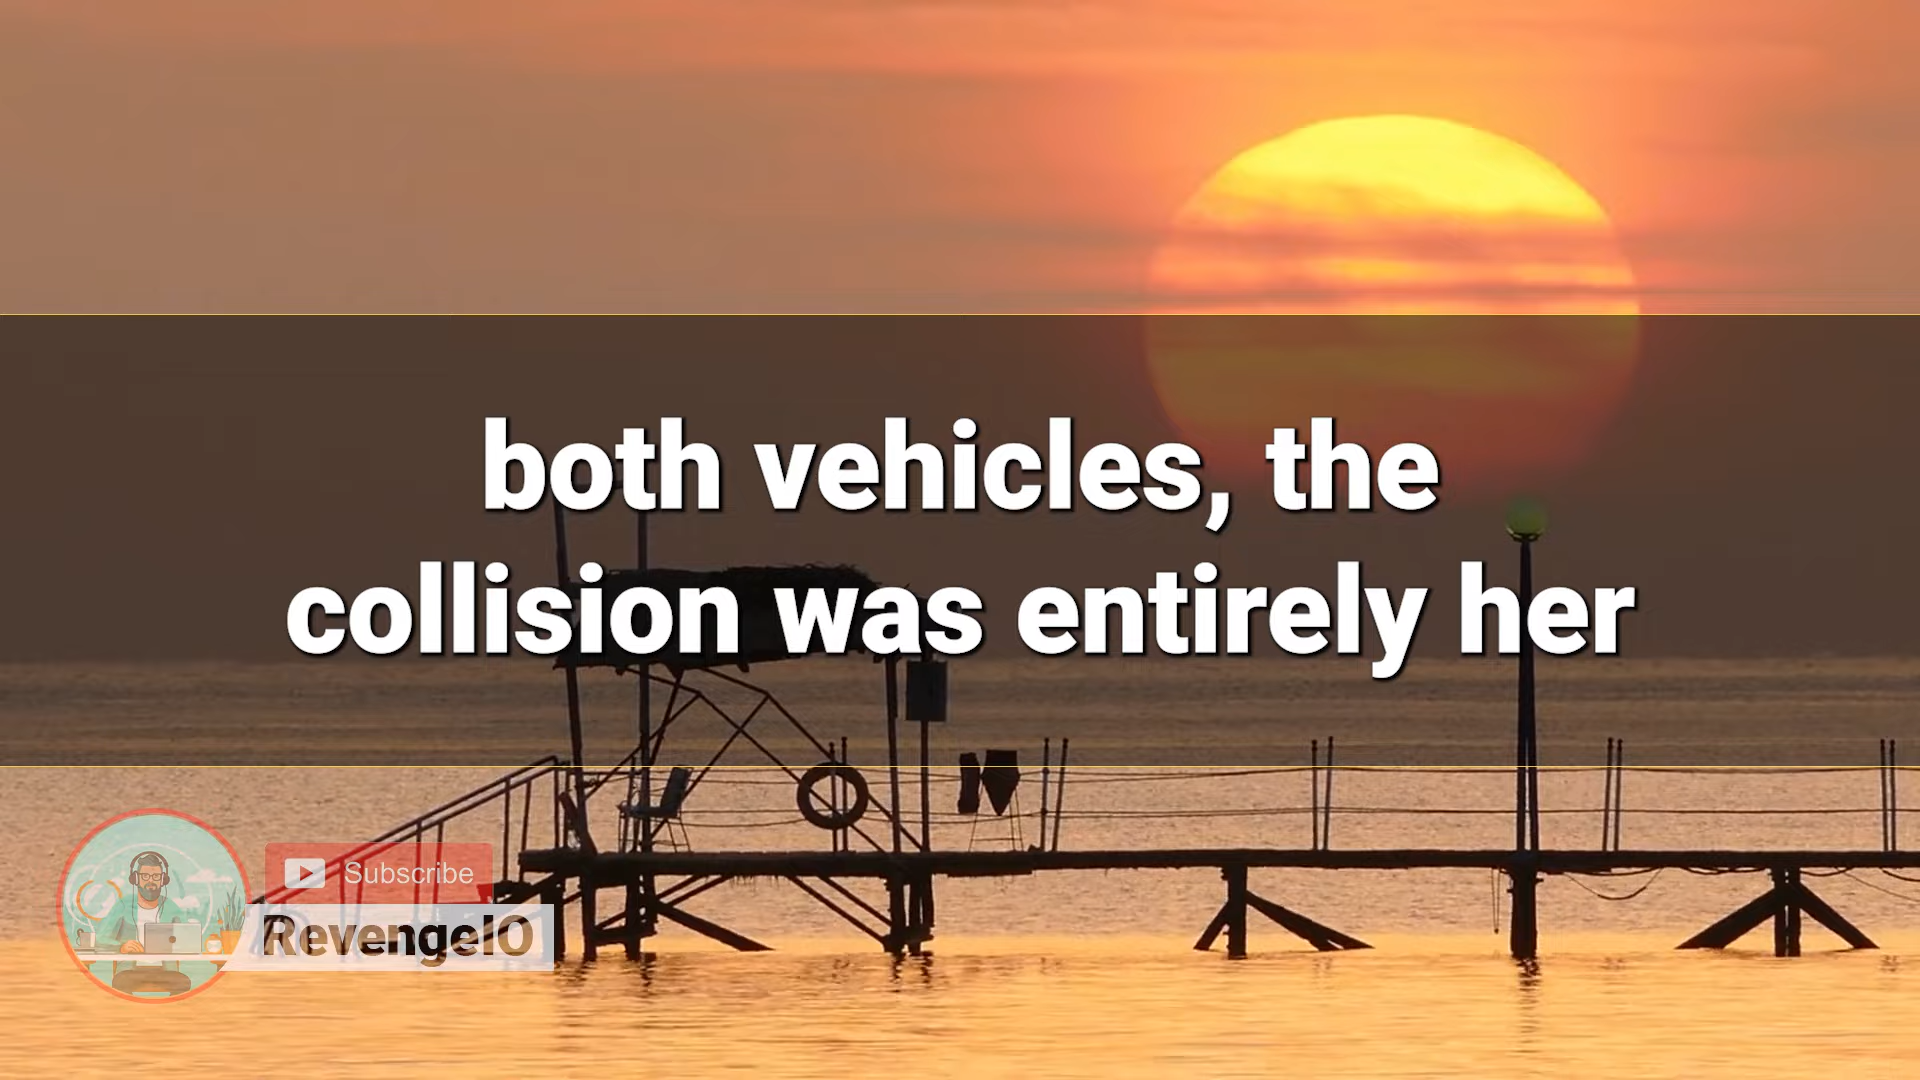 both vehicles, the
collision was entirely her
Subscribe
RevengeIO